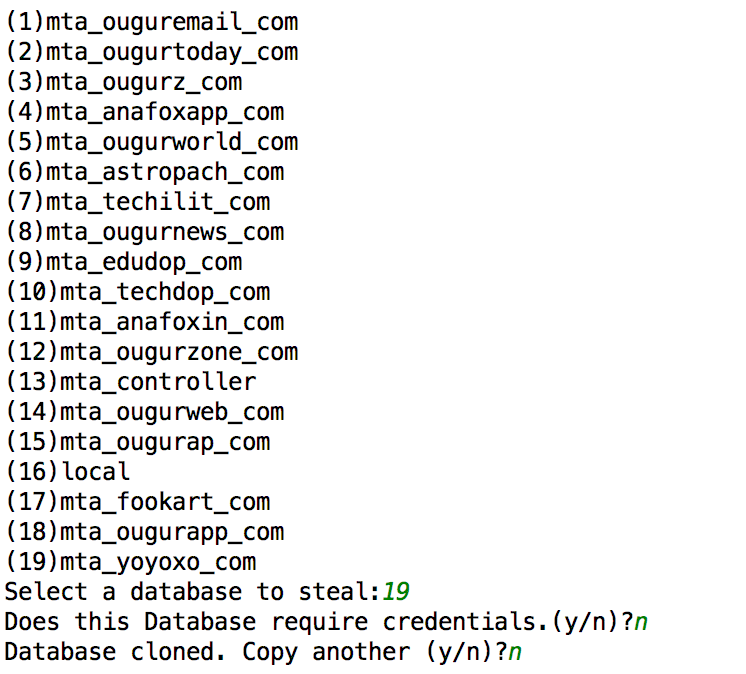 (1)mta_ouguremail_com
(2)mta_ougurtoday_com
(3)mta_ougurz_com
(4)mta_anafoxapp_com
(5)mta_ougurworld_com
(6)mta_astropach_com
(7)mta_techilit_com
(8)mta_ougurnews_com
(9)mta_edudop_com
(10)mta_techdop_com
(11)mta_anafoxin_com
(12)mta_ougurzone_com
(13)mta_controller
(14)mta_ougurweb_com
(15)mta_ougurap_com
(16)local
(17)mta_fookart_com
(18)mta_ougurapp_com
(19)mta_yoyoxo_com
Select a database to steal:19
Does this Database require credentials.(y/n)?n
Database cloned. Copy another (y/n)?n